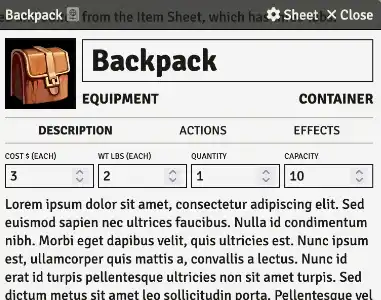 Backpack Sheet Close
from the Item Sheet, which has
Backpack
EQUIPMENT CONTAINER
DESCRIPTION ACTIONS EFFECTS
COST $ (EACH) WT LBS (EACH) QUANTITY CAPACITY
3 2 1 10
Lorem ipsum dolor sit amet, consectetur adipiscing elit. Sed
euismod sapien nec ultrices faucibus. Nulla id condimentum
nibh. Morbi eget dapibus velit, quis ultricies est. Nunc ipsum
est, ullamcorper quis mattis a, convallis a lectus. Nunc id
erat id turpis pellentesque ultricies non sit amet turpis. Sed
dictum metus sit amet leo sollicitudin porta. Pellentesque vel